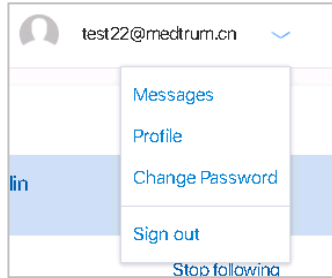 test22@medtrum.cn
Messages
Profile
lin
Change Password
Sign out
Stop following